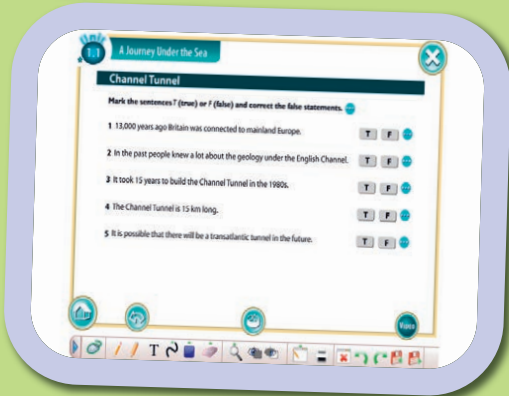 Unit
1.1
A Journey Under the Sea
Channel Tunnel
Mark the sentences T (true) or F (false) and correct the false statements.
1 13,000 years ago Britain was connected to mainland Europe. T F
2 In the past people knew a lot about the geology under the English Channel. T F
3 It took 15 years to build the Channel Tunnel in the 1980s. T F
4 The Channel Tunnel is 15 km long. T F
5 It is possible that there will be a transatlantic tunnel in the future. T F
Video
T